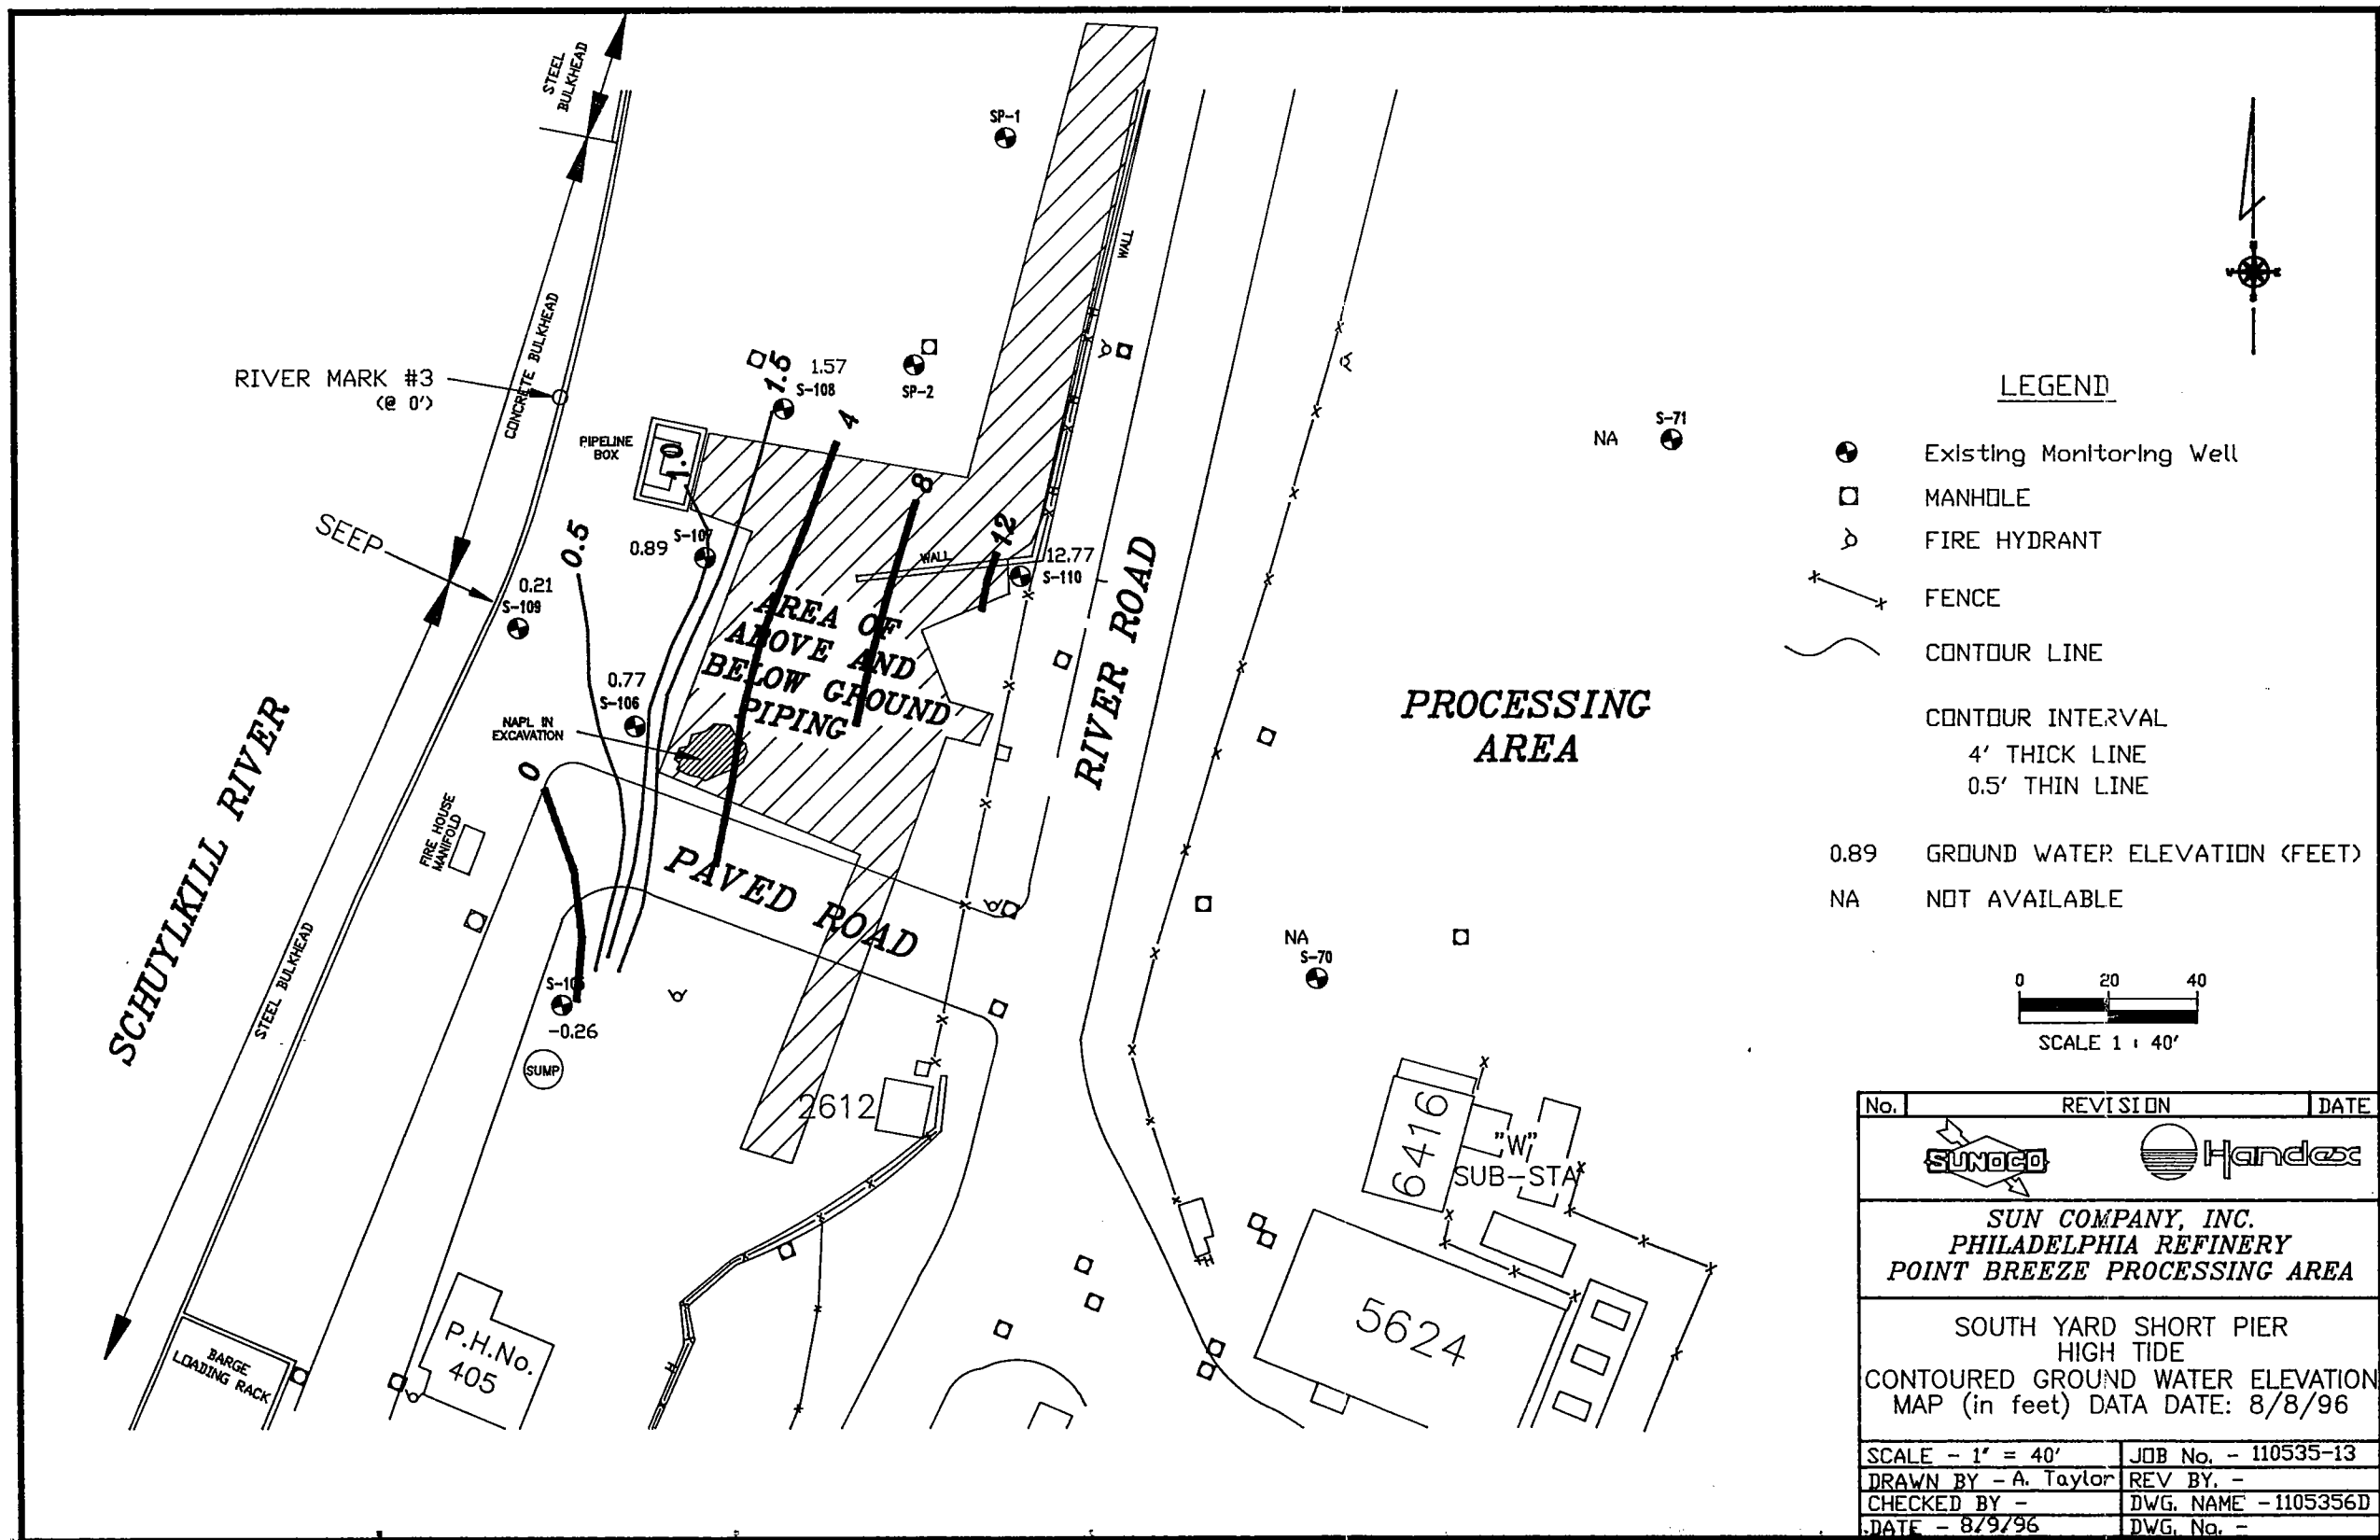 STEEL
BULKHEAD
SP-1
WALL
CONCRETE BULKHEAD
RIVER MARK #3
(@ 0')
1.5
1.57
S-108
SP-2
4
PIPELINE
BOX
1.0
8
12
NA
S-71
SEEP
0.5
0.89
S-107
WALL
12.77
S-110
0.21
S-109
AREA OF
ABOVE AND
BELOW GROUND
PIPING
0.77
S-106
NAPL IN
EXCAVATION
0
RIVER ROAD
PROCESSING
AREA
SCHUYLKILL RIVER
FIRE HOUSE
MANIFOLD
PAVED ROAD
STEEL BULKHEAD
NA
S-70
-0.26
SUMP
2612
6416
"W"
SUB-STA
5624
P.H.No.
405
BARGE
LOADING RACK
LEGEND
Existing Monitoring Well
MANHOLE
FIRE HYDRANT
FENCE
CONTOUR LINE
CONTOUR INTERVAL
4' THICK LINE
0.5' THIN LINE
0.89 GROUND WATER ELEVATION (FEET)
NA NOT AVAILABLE
0 20 40
SCALE 1 : 40'
No. REVISION DATE
SUNOCO Handex
SUN COMPANY, INC.
PHILADELPHIA REFINERY
POINT BREEZE PROCESSING AREA
SOUTH YARD SHORT PIER
HIGH TIDE
CONTOURED GROUND WATER ELEVATION
MAP (in feet) DATA DATE: 8/8/96
SCALE - 1" = 40' JOB No. - 110535-13
DRAWN BY - A. Taylor REV BY. -
CHECKED BY - DWG. NAME - 1105356D
DATE - 8/9/96 DWG. No. -